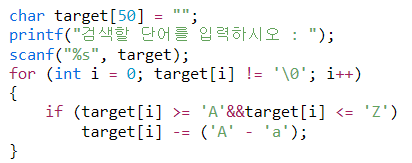 char target[50] = "";
printf("검색할 단어를 입력하시오 : ");
scanf("%s", target);
for (int i = 0; target[i] != '\0'; i++)
{
    if (target[i] >= 'A'&&target[i] <= 'Z')
        target[i] -= ('A' - 'a');
}